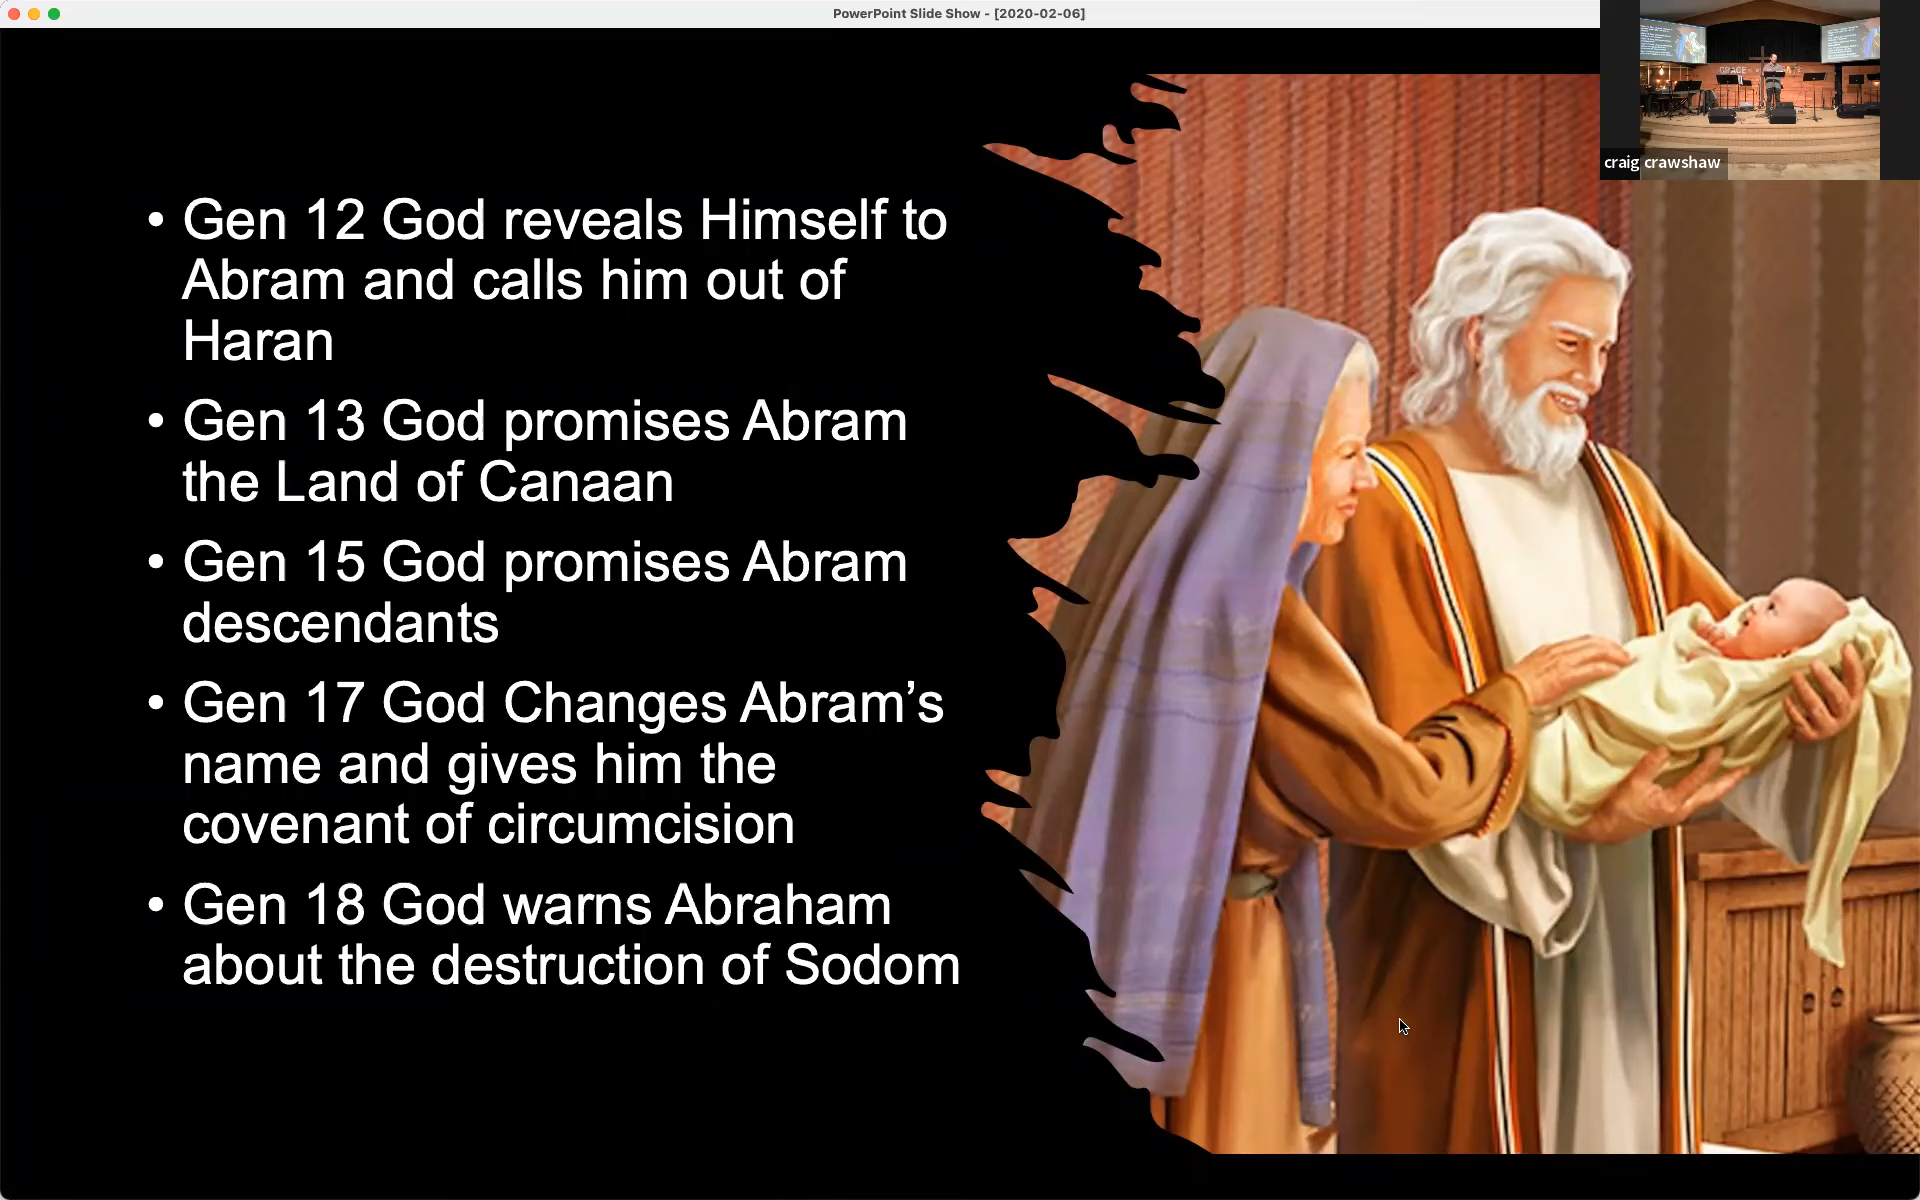 PowerPoint Slide Show - [2020-02-06]
craig crawshaw
• Gen 12 God reveals Himself to
Abram and calls him out of
Haran
• Gen 13 God promises Abram
the Land of Canaan
• Gen 15 God promises Abram
descendants
• Gen 17 God Changes Abram’s
name and gives him the
covenant of circumcision
• Gen 18 God warns Abraham
about the destruction of Sodom